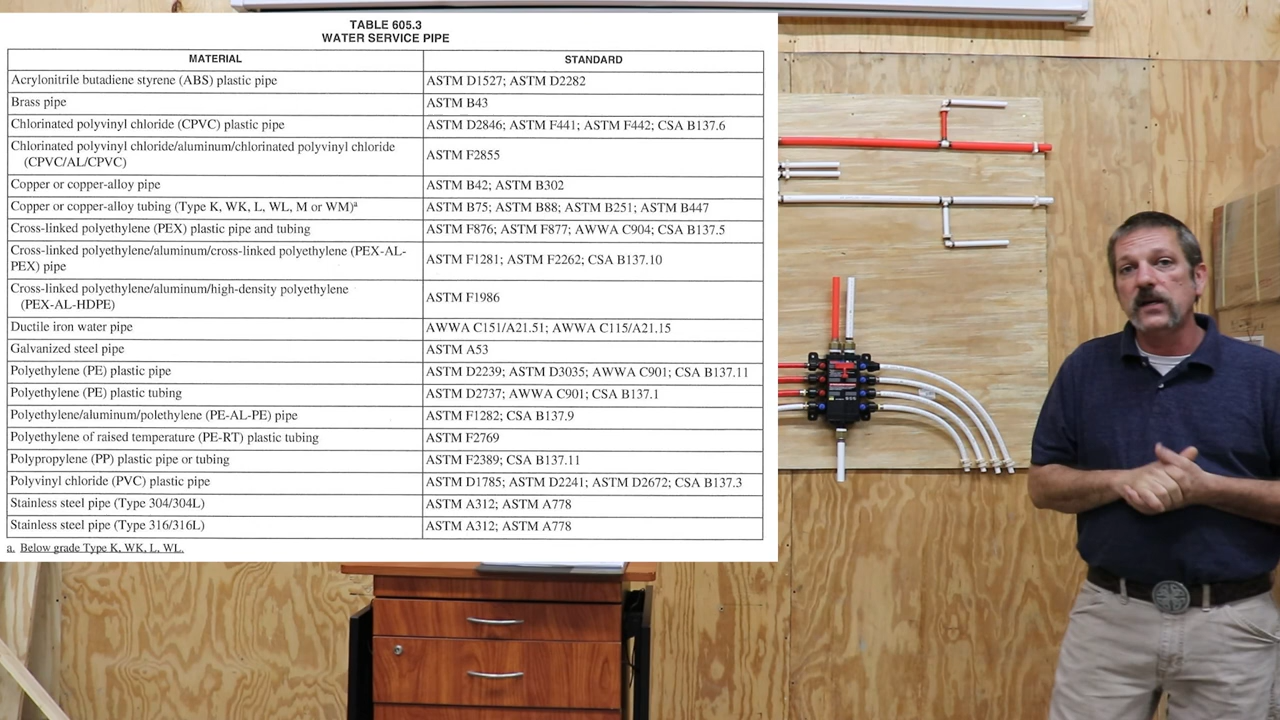 TABLE 605.3
WATER SERVICE PIPE
MATERIAL STANDARD
Acrylonitrile butadiene styrene (ABS) plastic pipe ASTM D1527; ASTM D2282
Brass pipe ASTM B43
Chlorinated polyvinyl chloride (CPVC) plastic pipe ASTM D2846; ASTM F441; ASTM F442; CSA B137.6
Chlorinated polyvinyl chloride/aluminum/chlorinated polyvinyl chloride
(CPVC/AL/CPVC) ASTM F2855
Copper or copper-alloy pipe ASTM B42; ASTM B302
Copper or copper-alloy tubing (Type K, WK, L, WL, M or WM)a ASTM B75; ASTM B88; ASTM B251; ASTM B447
Cross-linked polyethylene (PEX) plastic pipe and tubing ASTM F876; ASTM F877; AWWA C904; CSA B137.5
Cross-linked polyethylene/aluminum/cross-linked polyethylene (PEX-AL-
PEX) pipe ASTM F1281; ASTM F2262; CSA B137.10
Cross-linked polyethylene/aluminum/high-density polyethylene
(PEX-AL-HDPE) ASTM F1986
Ductile iron water pipe AWWA C151/A21.51; AWWA C115/A21.15
Galvanized steel pipe ASTM A53
Polyethylene (PE) plastic pipe ASTM D2239; ASTM D3035; AWWA C901; CSA B137.11
Polyethylene (PE) plastic tubing ASTM D2737; AWWA C901; CSA B137.1
Polyethylene/aluminum/polethylene (PE-AL-PE) pipe ASTM F1282; CSA B137.9
Polyethylene of raised temperature (PE-RT) plastic tubing ASTM F2769
Polypropylene (PP) plastic pipe or tubing ASTM F2389; CSA B137.11
Polyvinyl chloride (PVC) plastic pipe ASTM D1785; ASTM D2241; ASTM D2672; CSA B137.3
Stainless steel pipe (Type 304/304L) ASTM A312; ASTM A778
Stainless steel pipe (Type 316/316L) ASTM A312; ASTM A778
a. Below grade Type K, WK, L, WL.